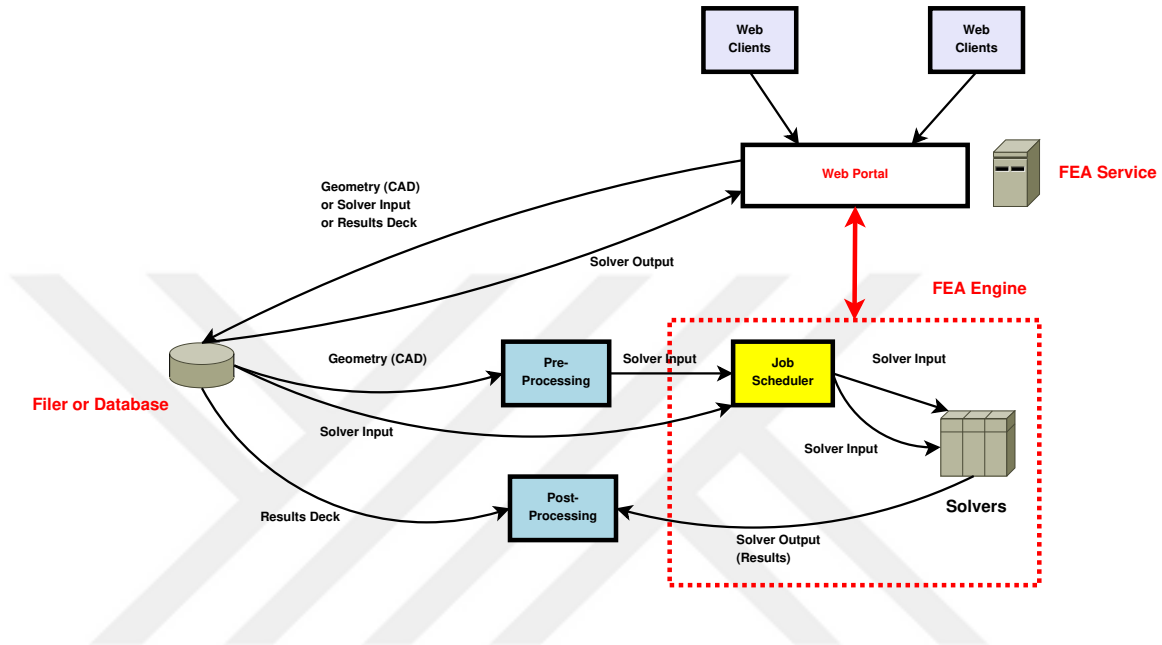 Web
Clients
Web
Clients
Web Portal
FEA Service
Geometry (CAD)
or Solver Input
or Results Deck
Solver Output
FEA Engine
Geometry (CAD)
Pre-
Processing
Solver Input
Job
Scheduler
Solver Input
Filer or Database
Solver Input
Solver Input
Results Deck
Post-
Processing
Solvers
Solver Output
(Results)